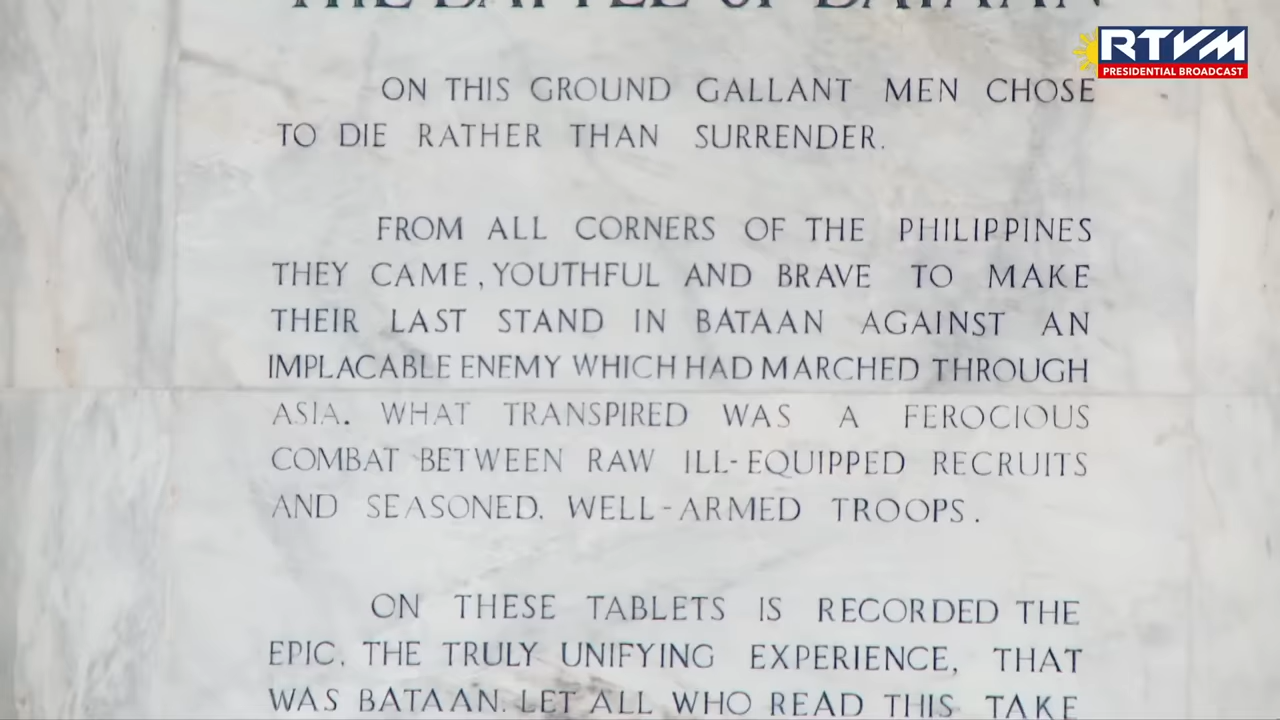 THE BATTLE OF BATAAN
RTVM
PRESIDENTIAL BROADCAST
ON THIS GROUND GALLANT MEN CHOSE
TO DIE RATHER THAN SURRENDER.
FROM ALL CORNERS OF THE PHILIPPINES
THEY CAME, YOUTHFUL AND BRAVE TO MAKE
THEIR LAST STAND IN BATAAN AGAINST AN
IMPLACABLE ENEMY WHICH HAD MARCHED THROUGH
ASIA. WHAT TRANSPIRED WAS A FEROCIOUS
COMBAT BETWEEN RAW ILL-EQUIPPED RECRUITS
AND SEASONED. WELL-ARMED TROOPS.
ON THESE TABLETS IS RECORDED THE
EPIC. THE TRULY UNIFYING EXPERIENCE, THAT
WAS BATAAN. LET ALL WHO READ THIS TAKE